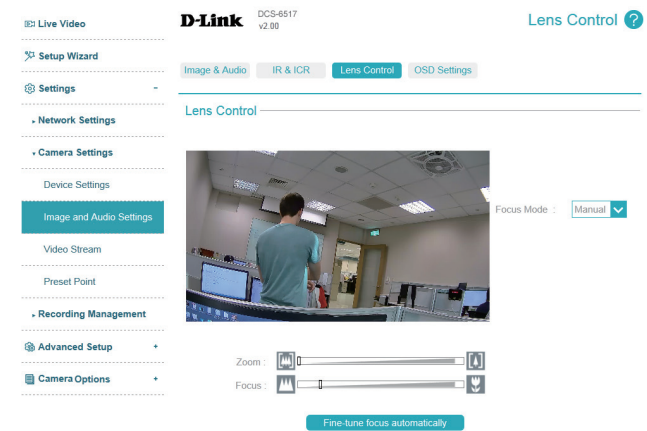 Live Video
D-Link
DCS-6517
v2.00
Lens Control ?
Setup Wizard
Image & Audio IR & ICR Lens Control OSD Settings
Settings -
Lens Control
Network Settings
Camera Settings
Device Settings
Image and Audio Settings
Focus Mode : Manual
Video Stream
Preset Point
Recording Management
Advanced Setup +
Zoom :
Camera Options +
Focus :
Fine-tune focus automatically